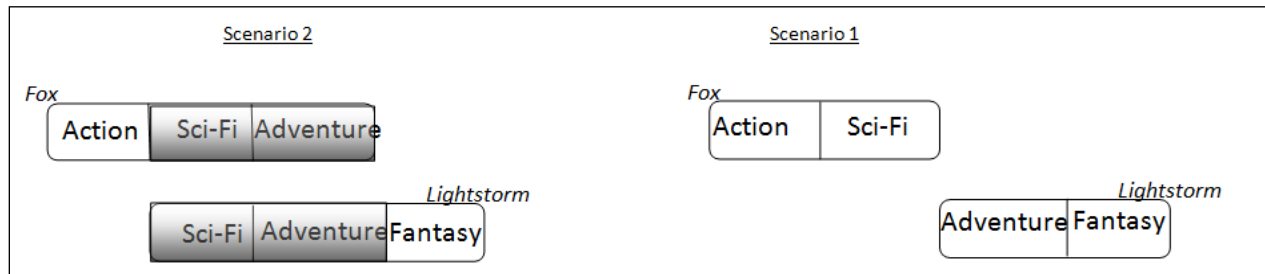 Scenario 2
Scenario 1
Fox
Fox
Action Sci-Fi Adventure
Action Sci-Fi
Lightstorm
Lightstorm
Sci-Fi Adventure Fantasy
Adventure Fantasy